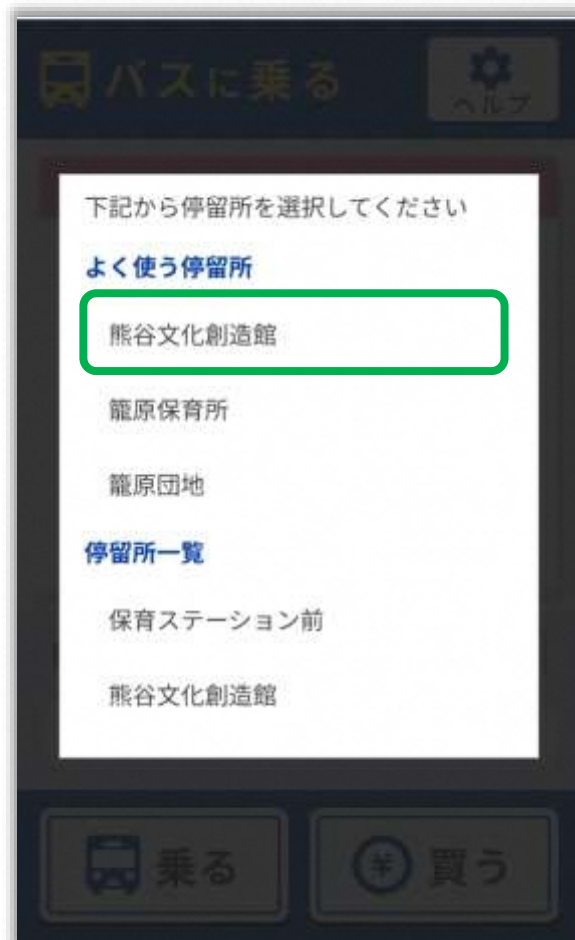 バスに乗る
ヘルプ
下記から停留所を選択してください
よく使う停留所
熊谷文化創造館
籠原保育所
籠原団地
停留所一覧
保育ステーション前
熊谷文化創造館
乗る
¥ 買う